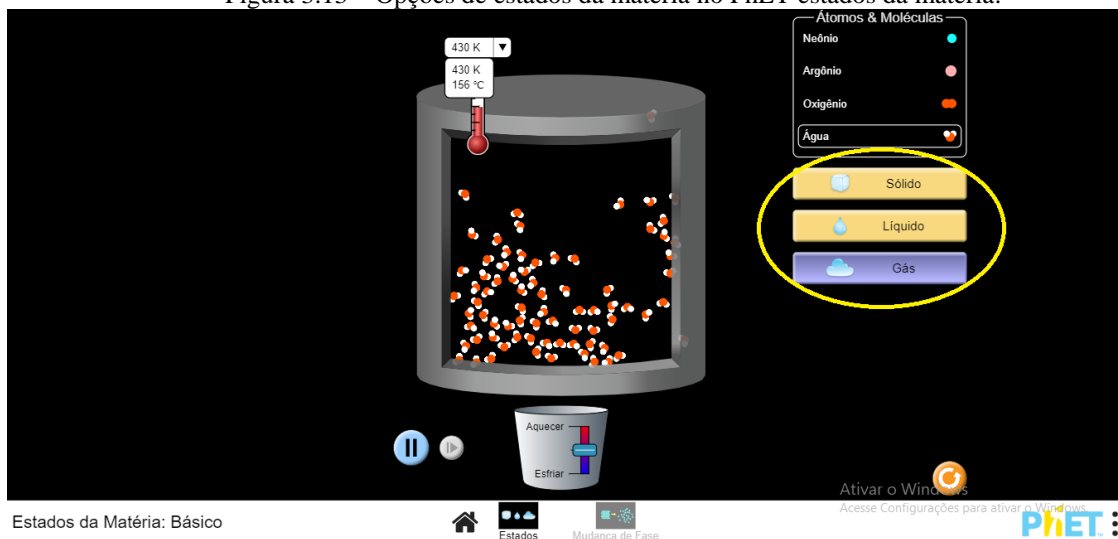 Figura 3.15 – Opções de estados da matéria no PhET estados da matéria.
Átomos & Moléculas
Neônio
Argônio
Oxigênio
Água
430 K
430 K
156 °C
Sólido
Líquido
Gás
Aquecer
Esfriar
Ativar o Windows
Acesse Configurações para ativar o Windows.
Estados da Matéria: Básico
Estados
Mudança de Fase
PhET